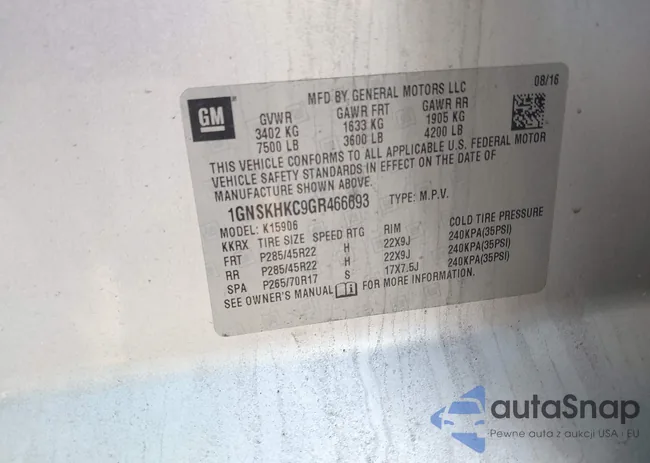 GM
MFD BY GENERAL MOTORS LLC
08/16
GVWR GAWR FRT GAWR RR
3402 KG 1633 KG 1905 KG
7500 LB 3600 LB 4200 LB
THIS VEHICLE CONFORMS TO ALL APPLICABLE U.S. FEDERAL MOTOR
VEHICLE SAFETY STANDARDS IN EFFECT ON THE DATE OF
MANUFACTURE SHOWN ABOVE.
1GNSKHKC9GR466693 TYPE: M.P.V.
MODEL: K15906
KKRX TIRE SIZE SPEED RTG RIM COLD TIRE PRESSURE
FRT P285/45R22 H 22X9J 240KPA(35PSI)
RR P285/45R22 H 22X9J 240KPA(35PSI)
SPA P265/70R17 S 17X7.5J 240KPA(35PSI)
SEE OWNER'S MANUAL FOR MORE INFORMATION.
autaSnap
Pewne auto z aukcji USA i EU